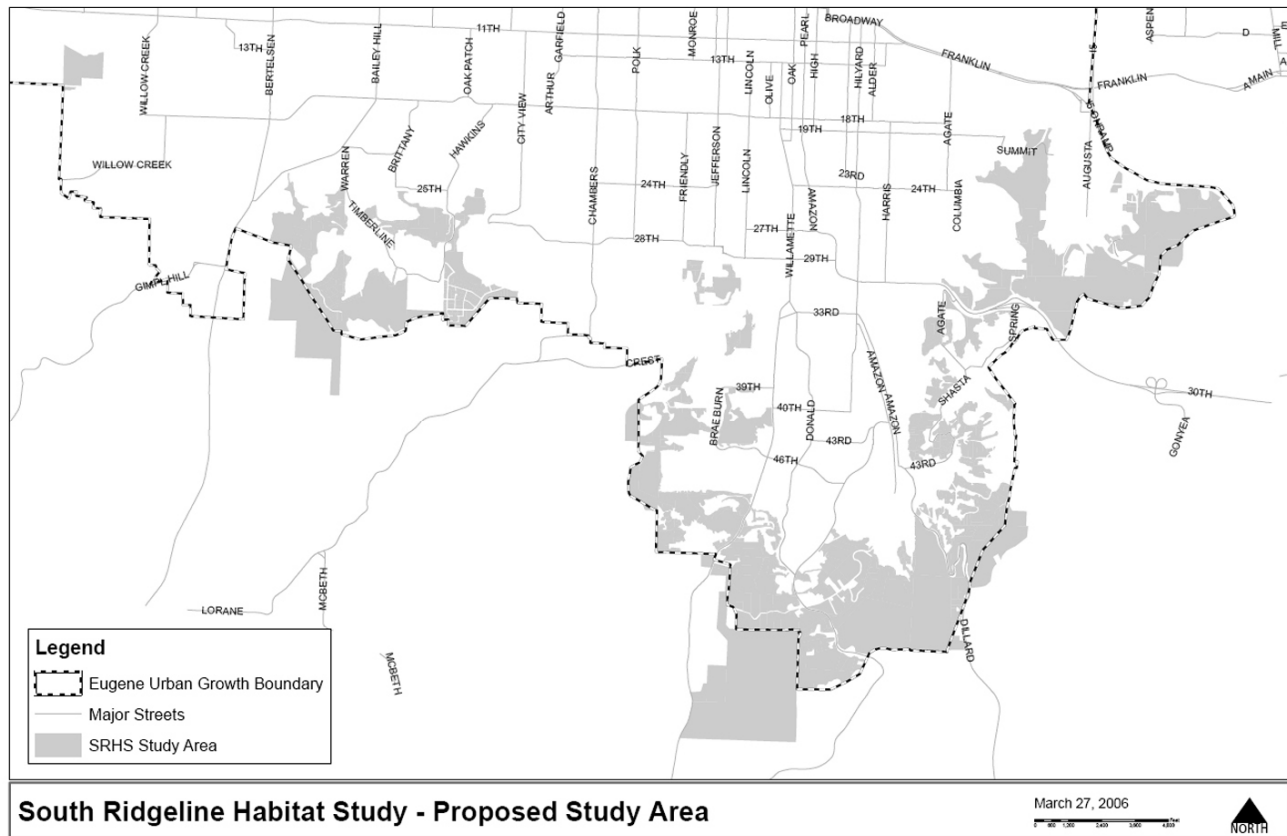 BROADWAY
11TH
13TH
WILLOW CREEK
BERTELSEN
BAILEY HILL
OAK PATCH
GARFIELD
ARTHUR
CITY VIEW
POLK
MONROE
13TH
LINCOLN
OLIVE
OAK
PEARL
HIGH
HILYARD
ALDER
FRANKLIN
FRANKLIN
IS
ASPEN
D
E
MILL
A
A
MAIN
18TH
19TH
AGATE
SUMMIT
AUGUSTA
WILLOW CREEK
WARREN
BRITTANY
HAWKINS
25TH
TIMBERLINE
CHAMBERS
24TH
FRIENDLY
JEFFERSON
LINCOLN
23RD
24TH
HARRIS
COLUMBIA
AMAZON
WILLAMETTE
27TH
28TH
29TH
GIMPL HILL
33RD
AGATE
SPRING
CREST
39TH
BRAEBURN
40TH
DONALD
43RD
46TH
AMAZON
AMAZON
SHASTA
43RD
30TH
GONYEA
LORANE
MCBETH
MCBETH
DILLARD
Legend
Eugene Urban Growth Boundary
Major Streets
SRHS Study Area
South Ridgeline Habitat Study - Proposed Study Area
March 27, 2006
NORTH